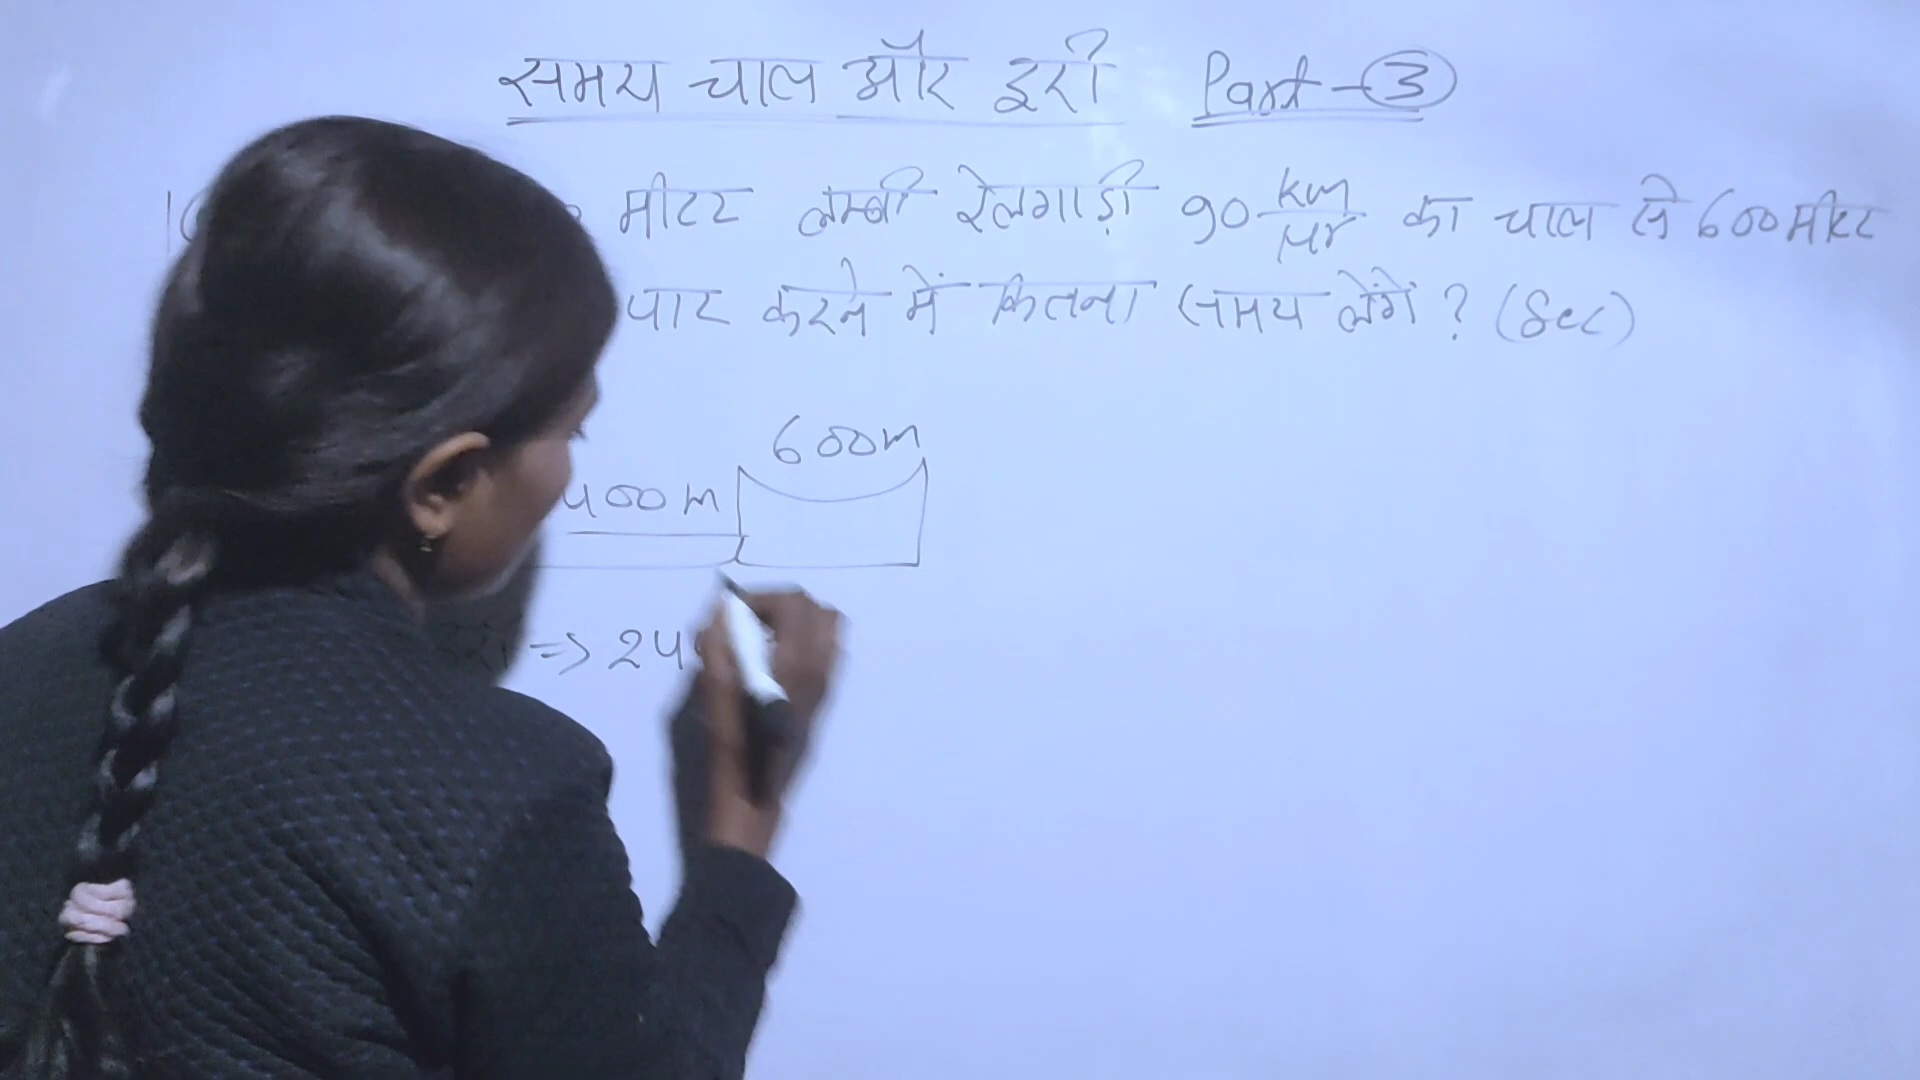 समय चाल और दूरी Part-3
मीटर लम्बी रेलगाड़ी 90 km/Hr का चाल से 600 मीटर
पार करने में कितना समय लेंगे ? (Sec)
600m
400m
⇒ 24